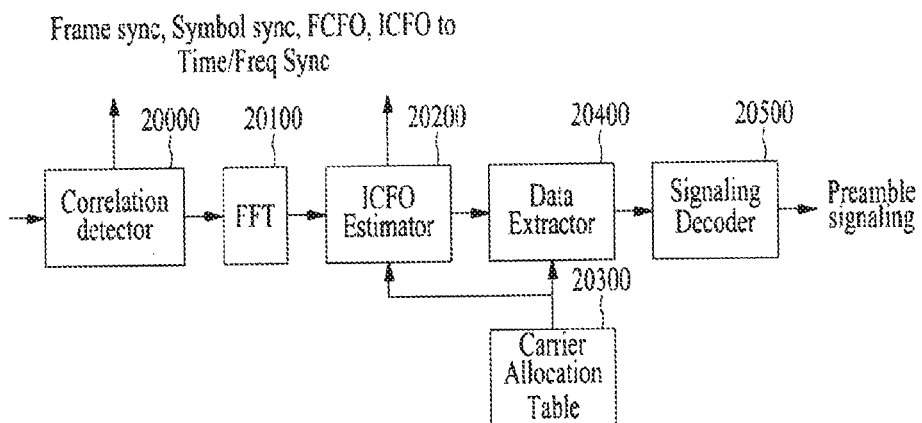 Frame sync, Symbol sync, FCFO, ICFO to
Time/Freq Sync
20000
20100
20200
20400
20500
Correlation
detector
FFT
ICFO
Estimator
Data
Extractor
Signaling
Decoder
Preamble
signaling
20300
Carrier
Allocation
Table